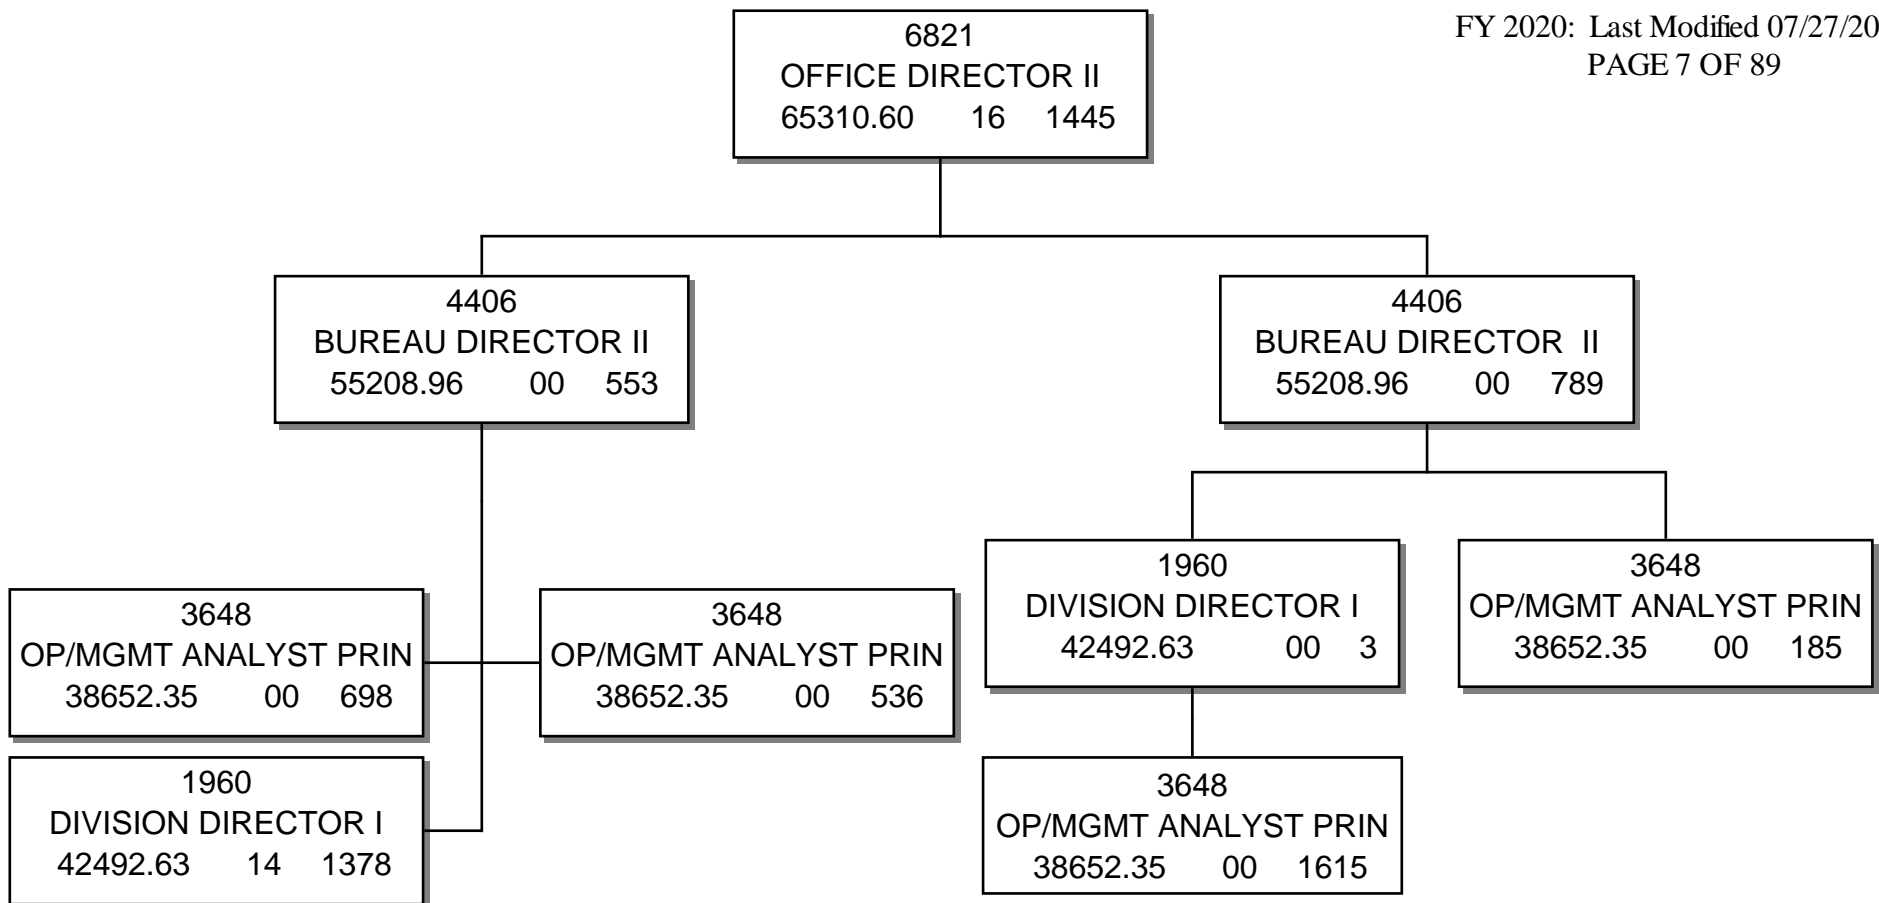 FY 2020: Last Modified 07/27/20
PAGE 7 OF 89
6821
OFFICE DIRECTOR II
65310.60 16 1445
4406
BUREAU DIRECTOR II
55208.96 00 553
4406
BUREAU DIRECTOR II
55208.96 00 789
3648
OP/MGMT ANALYST PRIN
38652.35 00 698
3648
OP/MGMT ANALYST PRIN
38652.35 00 536
1960
DIVISION DIRECTOR I
42492.63 14 1378
1960
DIVISION DIRECTOR I
42492.63 00 3
3648
OP/MGMT ANALYST PRIN
38652.35 00 185
3648
OP/MGMT ANALYST PRIN
38652.35 00 1615